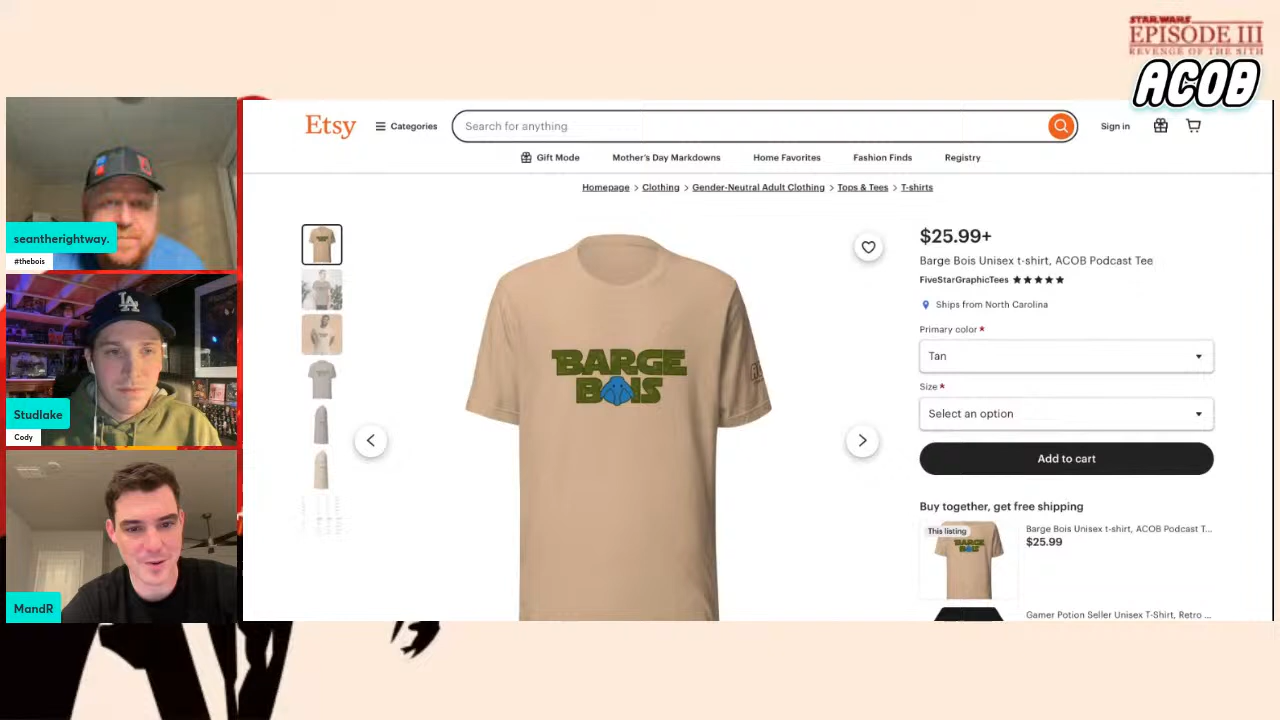 STAR.WARS
EPISODE III
REVENGE OF THE SITH
ACOB
seantherightway.
#thebois
LA
Studlake
Cody
MandR
Etsy
Categories
Search for anything
Sign in
Gift Mode
Mother's Day Markdowns
Home Favorites
Fashion Finds
Registry
Homepage > Clothing > Gender-Neutral Adult Clothing > Tops & Tees > T-shirts
BARGE
BOIS
$25.99+
Barge Bois Unisex t-shirt, ACOB Podcast Tee
FiveStarGraphicTees ★★★★★
Ships from North Carolina
Primary color *
Tan
Size *
Select an option
Add to cart
Buy together, get free shipping
This listing
BARGE
BOIS
Barge Bois Unisex t-shirt, ACOB Podcast T...
$25.99
Gamer Potion Seller Unisex T-Shirt, Retro ...